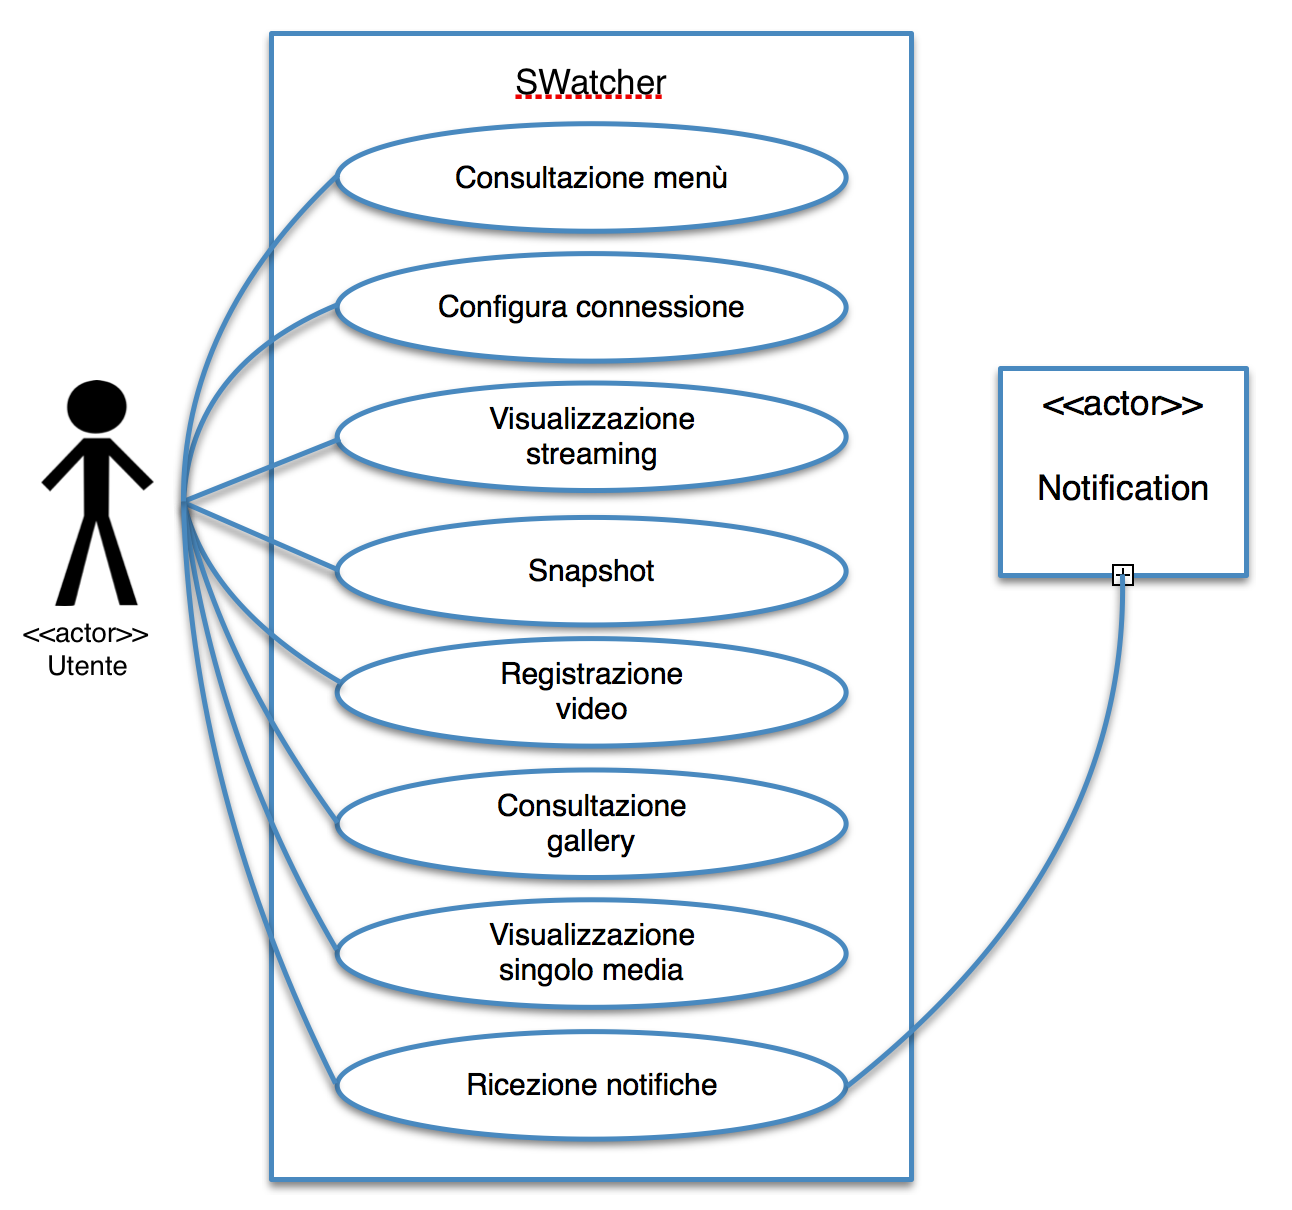 SWatcher
Consultazione menù
Configura connessione
Visualizzazione
streaming
Snapshot
Registrazione
video
Consultazione
gallery
Visualizzazione
singolo media
Ricezione notifiche
<<actor>>
Utente
<<actor>>
Notification